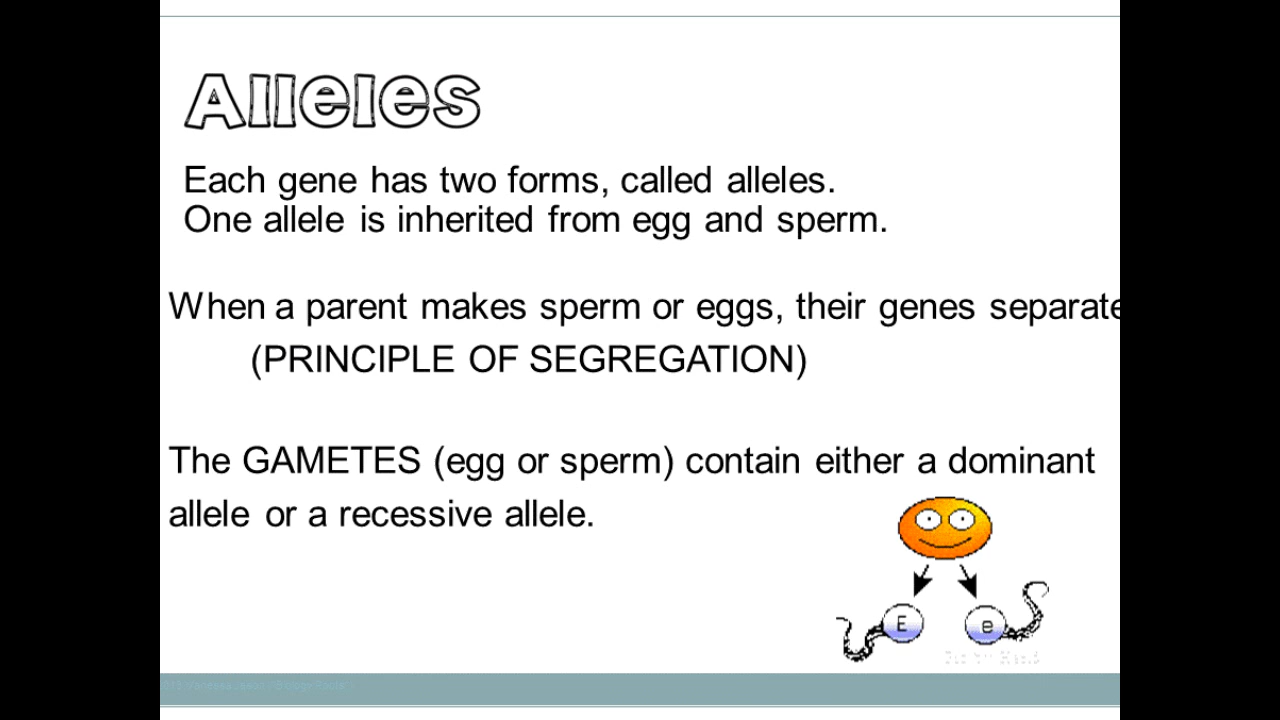 Alleles
Each gene has two forms, called alleles.
One allele is inherited from egg and sperm.
When a parent makes sperm or eggs, their genes separate
(PRINCIPLE OF SEGREGATION)
The GAMETES (egg or sperm) contain either a dominant
allele or a recessive allele.
E e